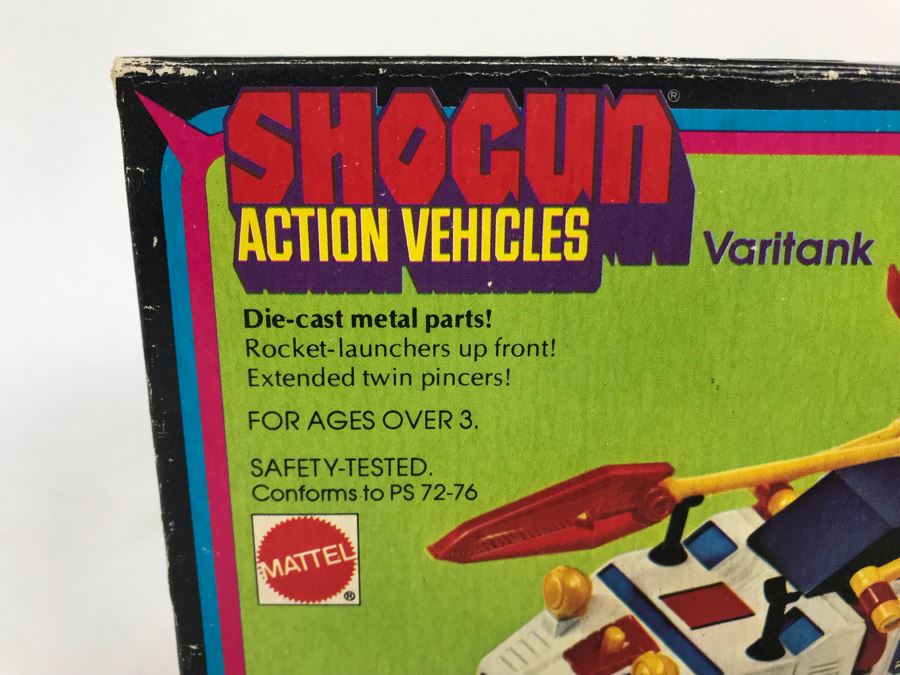 SHOGUN®
ACTION VEHICLES
Varitank
Die-cast metal parts!
Rocket-launchers up front!
Extended twin pincers!
FOR AGES OVER 3.
SAFETY-TESTED.
Conforms to PS 72-76
MATTEL®